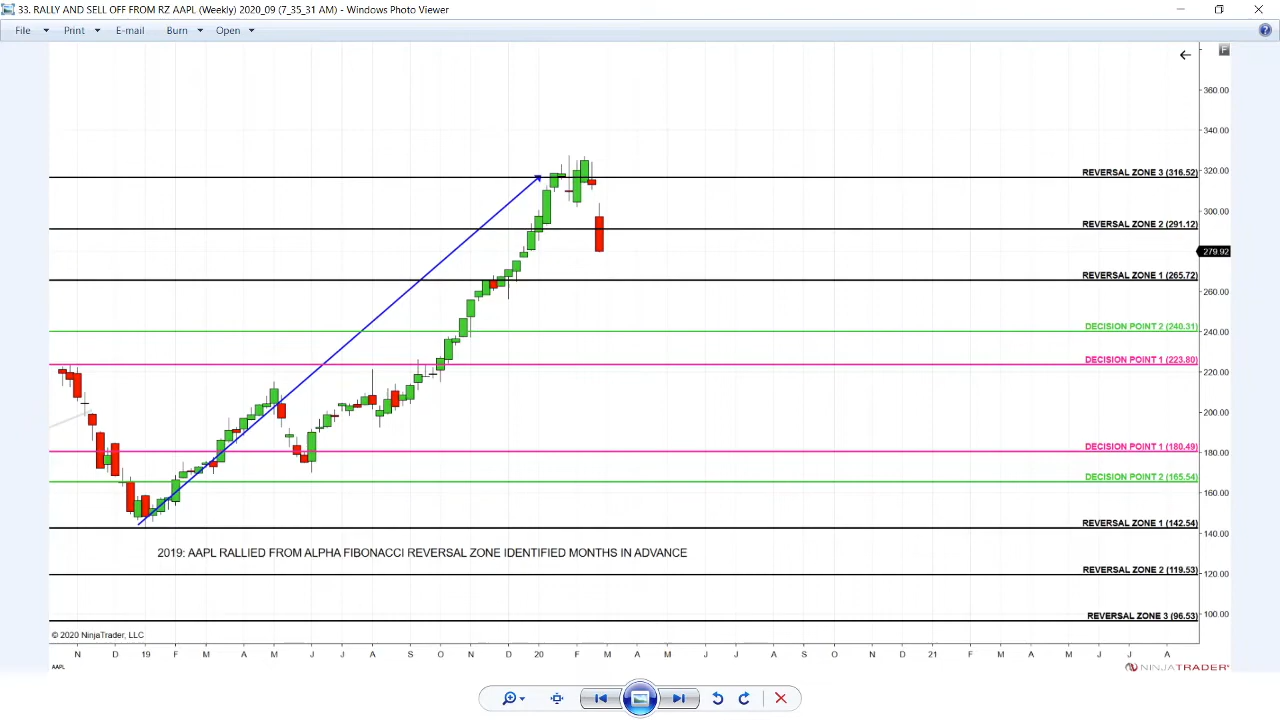 33. RALLY AND SELL OFF FROM RZ AAPL (Weekly) 2020_09 (7_35_31 AM) - Windows Photo Viewer
File Print E-mail Burn Open
F
360.00
340.00
REVERSAL ZONE 3 (316.52)
320.00
300.00
REVERSAL ZONE 2 (291.12)
279.92
REVERSAL ZONE 1 (265.72)
260.00
DECISION POINT 2 (240.31)
240.00
DECISION POINT 1 (223.80)
220.00
200.00
DECISION POINT 1 (180.49)
180.00
DECISION POINT 2 (165.54)
160.00
REVERSAL ZONE 1 (142.54)
140.00
2019: AAPL RALLIED FROM ALPHA FIBONACCI REVERSAL ZONE IDENTIFIED MONTHS IN ADVANCE
REVERSAL ZONE 2 (119.53)
120.00
REVERSAL ZONE 3 (96.53)
100.00
© 2020 NinjaTrader, LLC
N D 19 F M A M J J A S O N D 20 F M A M J J A S O N D 21 F M A M J J A
AAPL
NINJATRADER